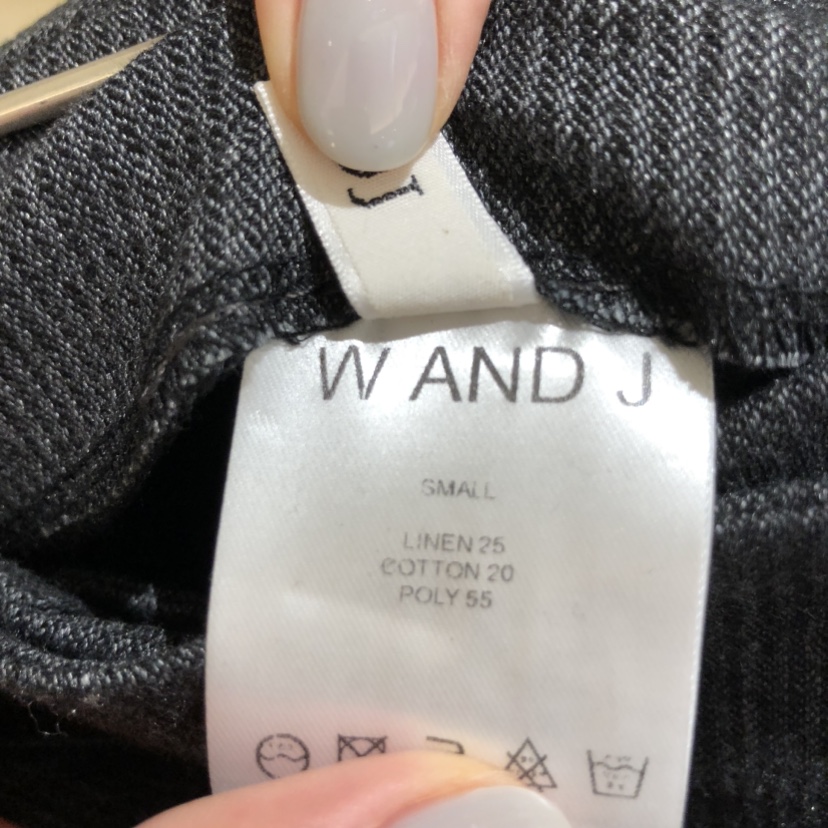 W AND J
SMALL
LINEN 25
COTTON 20
POLY 55